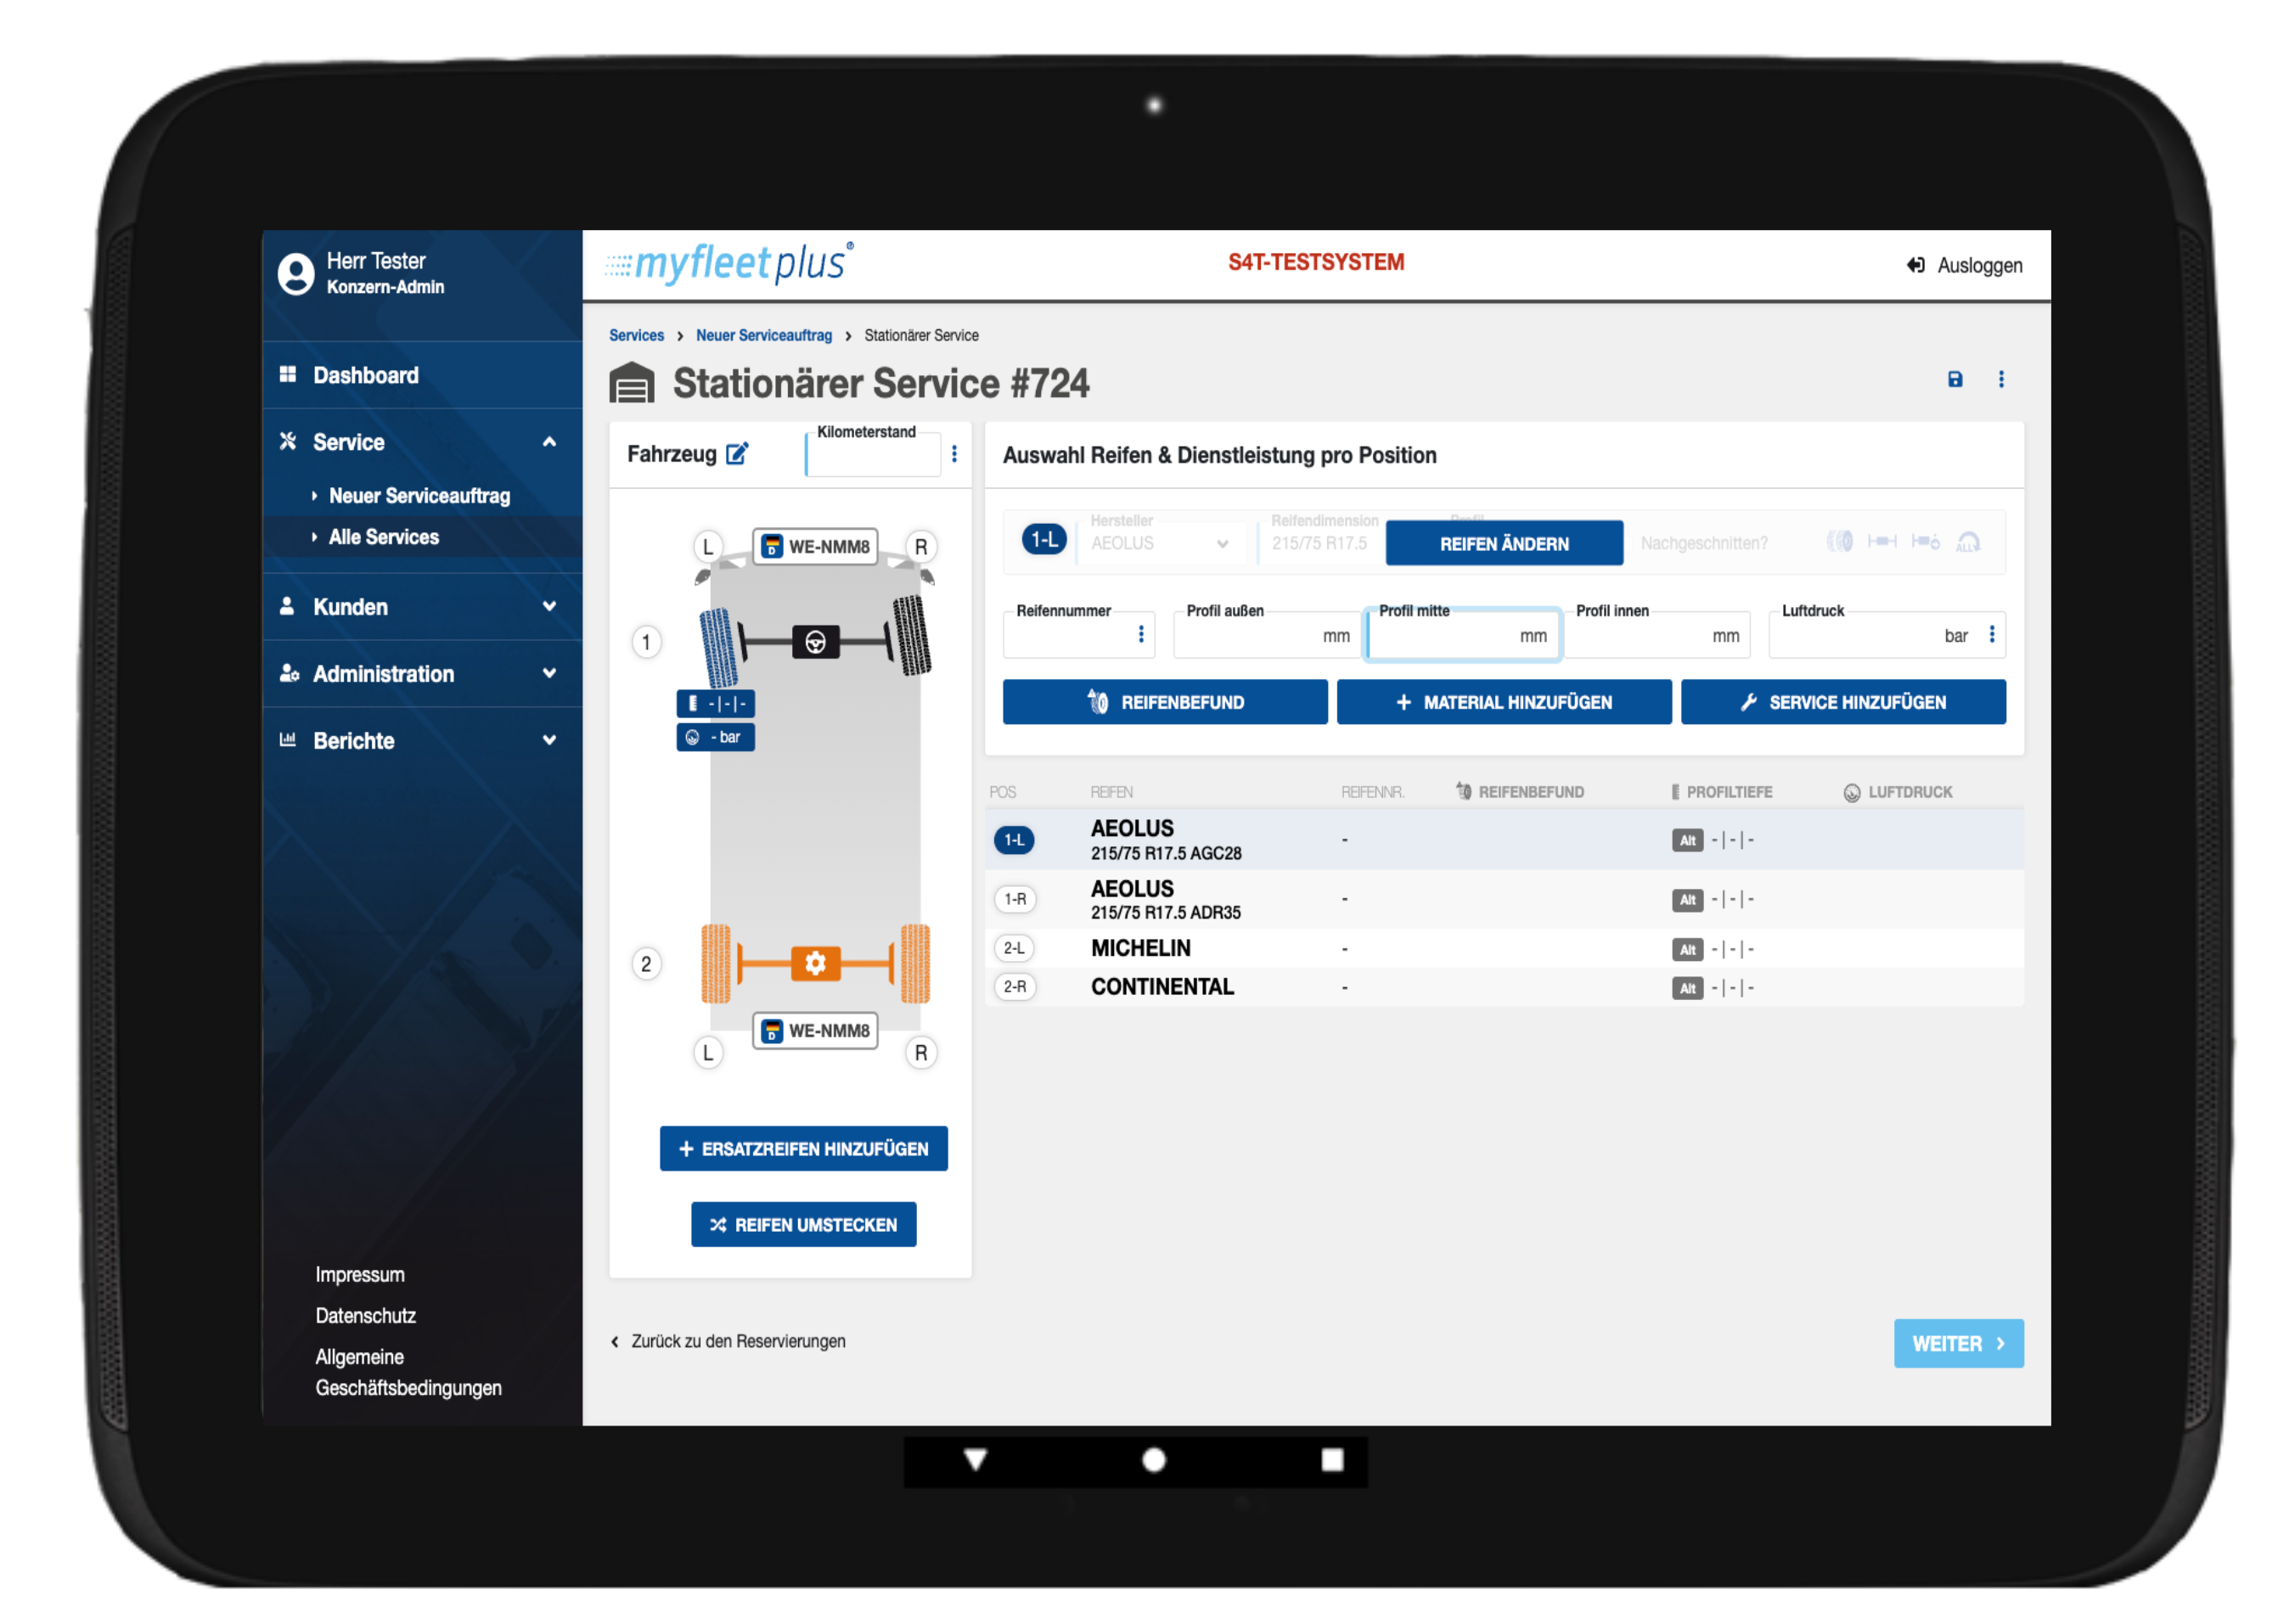 Herr Tester
Konzern-Admin
Dashboard
Service
Neuer Serviceauftrag
Alle Services
Kunden
Administration
Berichte
Impressum
Datenschutz
Allgemeine
Geschäftsbedingungen
myfleetplus®
S4T-TESTSYSTEM
Ausloggen
Services > Neuer Serviceauftrag > Stationärer Service
Stationärer Service #724
Fahrzeug
Kilometerstand
L
D WE-NMM8
R
1
-|-|-
- bar
2
D WE-NMM8
L
R
+ ERSATZREIFEN HINZUFÜGEN
REIFEN UMSTECKEN
Auswahl Reifen & Dienstleistung pro Position
1-L
Hersteller
AEOLUS
Reifendimension
215/75 R17.5
Profil
REIFEN ÄNDERN
Nachgeschnitten?
ALL
Reifennummer
Profil außen
mm
Profil mitte
mm
Profil innen
mm
Luftdruck
bar
REIFENBEFUND
+ MATERIAL HINZUFÜGEN
SERVICE HINZUFÜGEN
POS REIFEN REIFENNR. REIFENBEFUND PROFILTIEFE LUFTDRUCK
1-L AEOLUS - Alt -|-|-
215/75 R17.5 AGC28
1-R AEOLUS - Alt -|-|-
215/75 R17.5 ADR35
2-L MICHELIN - Alt -|-|-
2-R CONTINENTAL - Alt -|-|-
Zurück zu den Reservierungen
WEITER >